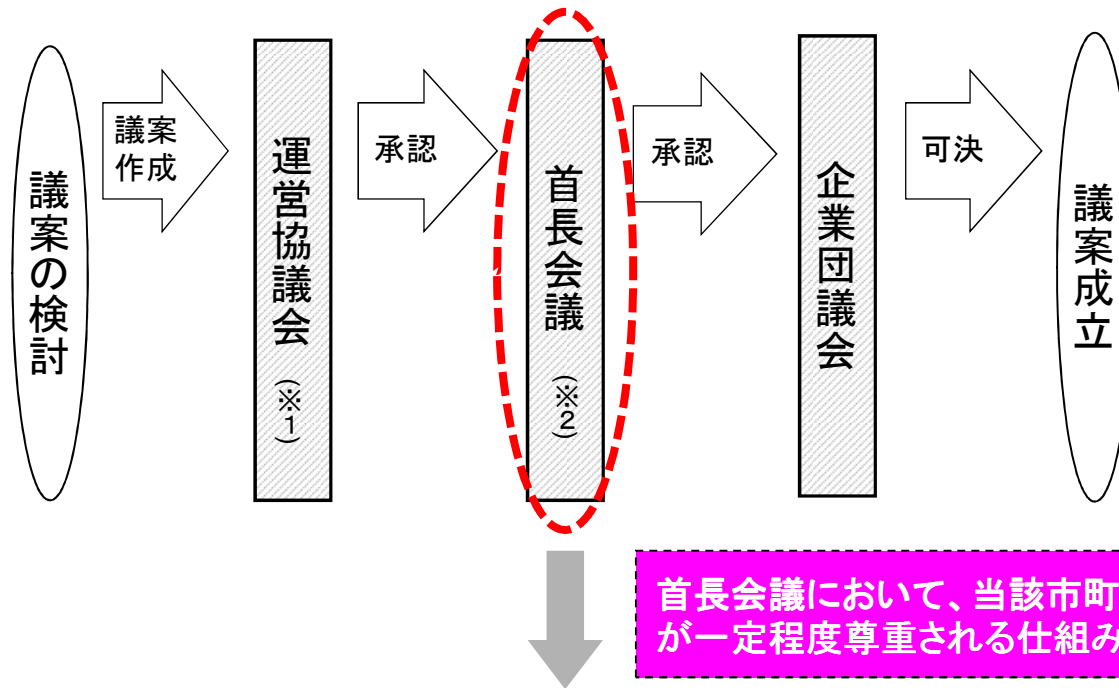 議案の検討
議案
作成
運営協議会 (※1)
承認
首長会議 (※2)
承認
企業団議会
可決
議案成立
首長会議において、当該市町
が一定程度尊重される仕組み